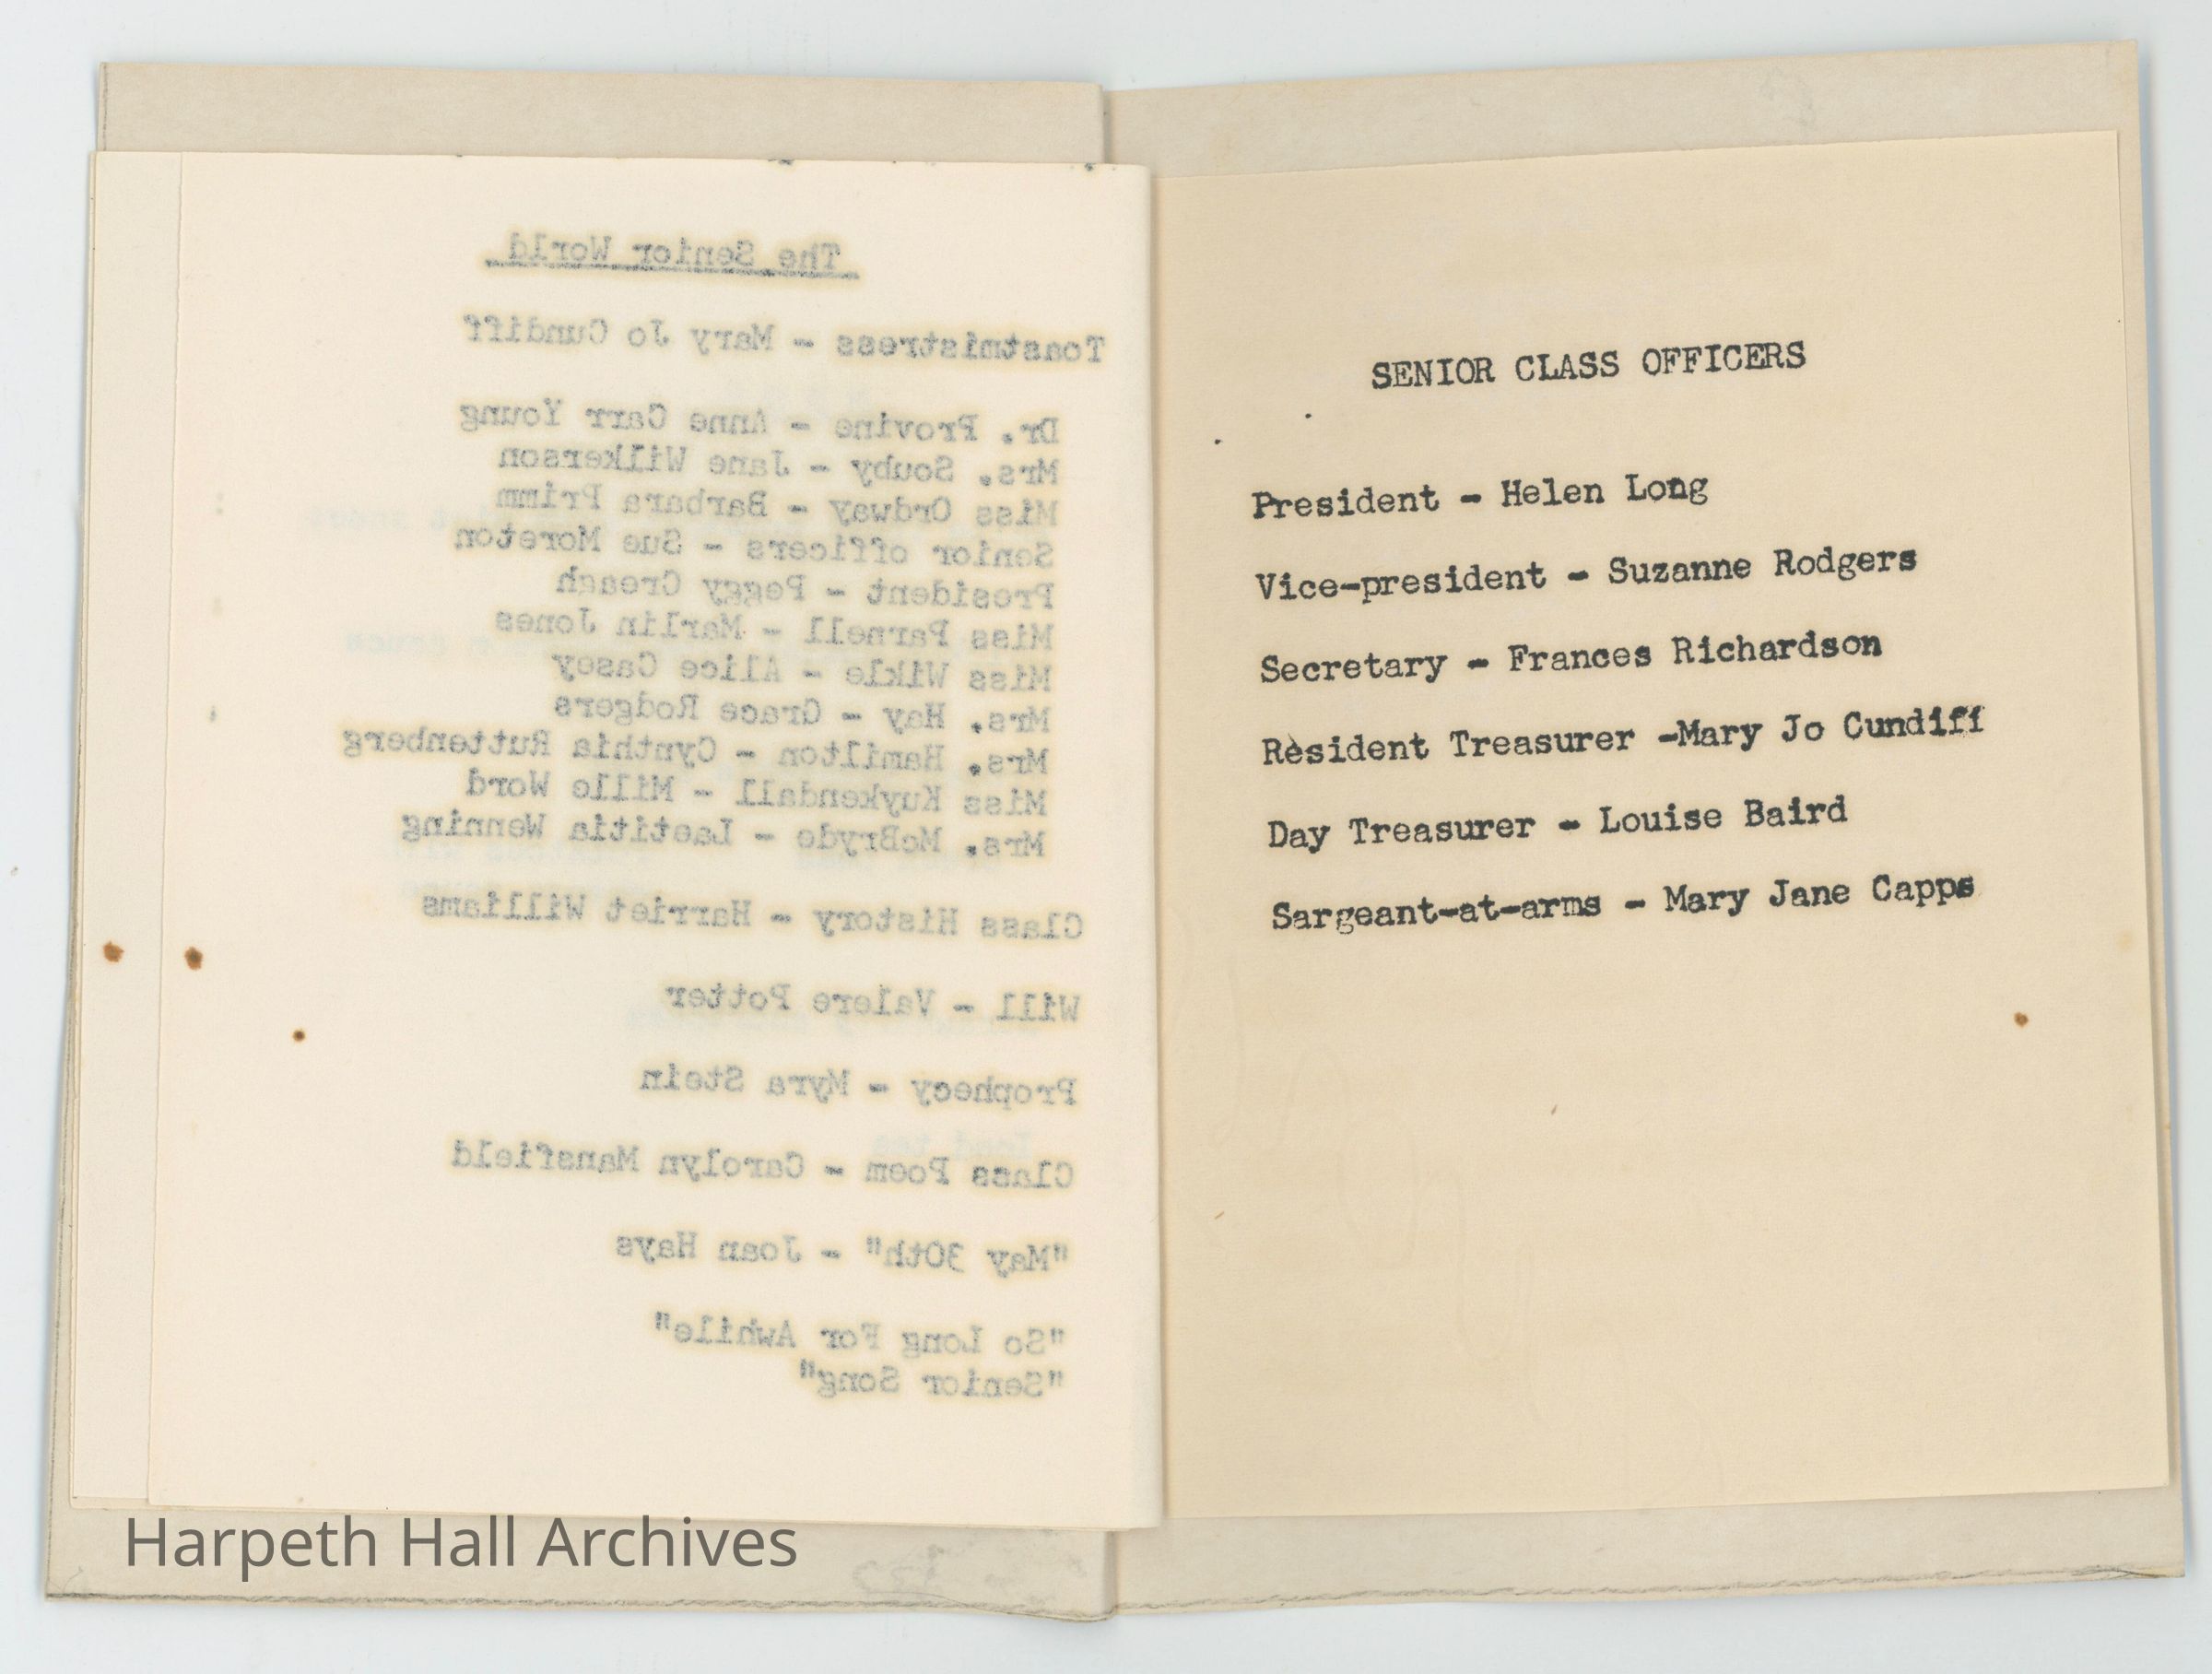 The Senior World
Toastmistress - Mary Jo Cundiff
Dr. Provine - Anne Carr Young
Mrs. Souby - Jane Wilkerson
Miss Ordway - Barbara Primm
Senior officers - Sue Moreton
President - Peggy Creagh
Miss Parnell - Marlin Jones
Miss Wikle - Alice Casey
Mrs. Hay - Grace Rodgers
Mrs. Hamilton - Cynthia Ruttenberg
Miss Kuykendall - Mille Word
Mrs. McBryde - Laetitia Wenning
Class History - Harriet Williams
Will - Valere Potter
Prophecy - Myra Stein
Class Poem - Carolyn Mansfield
"May 30th" - Joan Hays
"So Long For Awhile"
"Senior Song"
SENIOR CLASS OFFICERS
President - Helen Long
Vice-president - Suzanne Rodgers
Secretary - Frances Richardson
Resident Treasurer -Mary Jo Cundiff
Day Treasurer - Louise Baird
Sargeant-at-arms - Mary Jane Capps
Harpeth Hall Archives